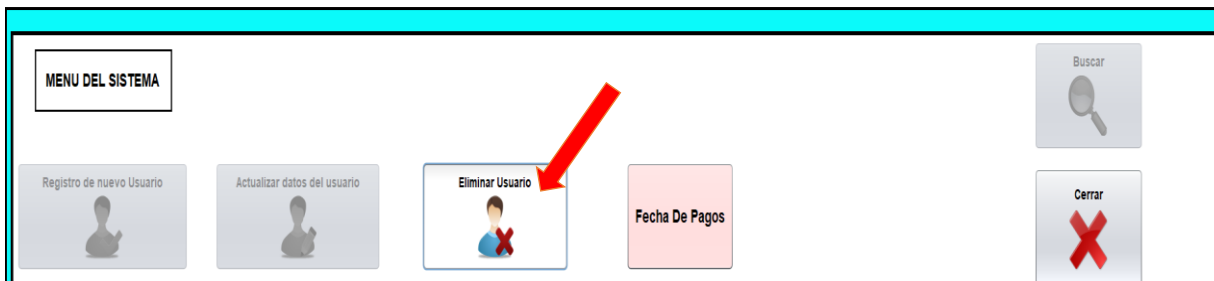 MENU DEL SISTEMA
Buscar
Registro de nuevo Usuario
Actualizar datos del usuario
Eliminar Usuario
Fecha De Pagos
Cerrar